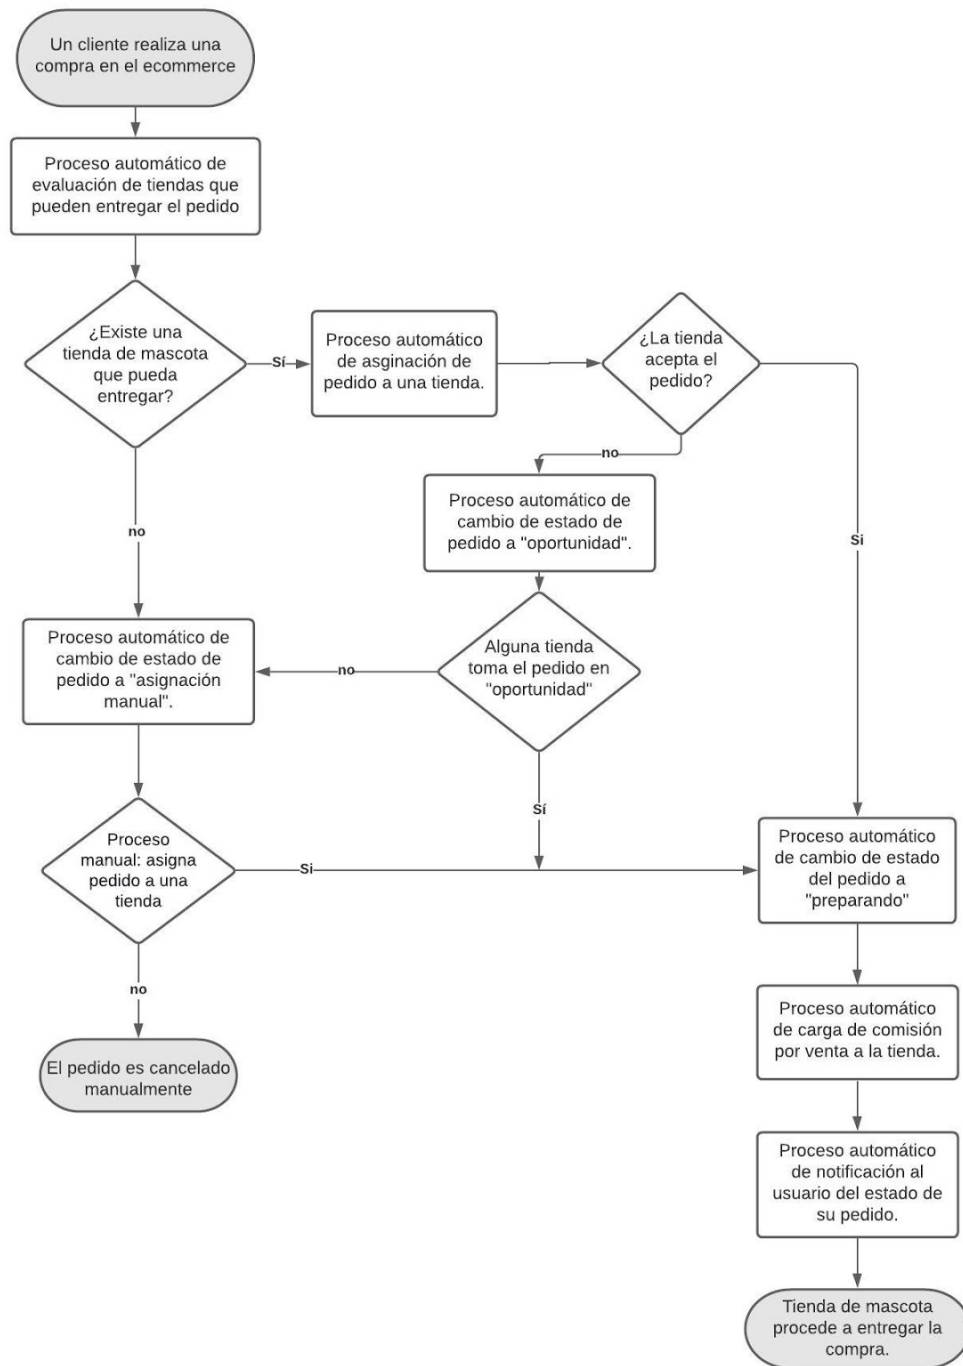 Un cliente realiza una
compra en el ecommerce
Proceso automático de
evaluación de tiendas que
pueden entregar el pedido
¿Existe una
tienda de mascota
que pueda
entregar?
Sí
Proceso automático
de asginación de
pedido a una tienda.
¿La tienda
acepta el
pedido?
no
Proceso automático de
cambio de estado de
pedido a "oportunidad".
no
Si
Proceso automático de
cambio de estado de
pedido a "asignación
manual".
no
Alguna tienda
toma el pedido en
"oportunidad"
Sí
Proceso
manual: asigna
pedido a una
tienda
Si
Proceso automático
de cambio de estado
del pedido a
"preparando"
no
El pedido es cancelado
manualmente
Proceso automático
de carga de comisión
por venta a la tienda.
Proceso automático
de notificación al
usuario del estado de
su pedido.
Tienda de mascota
procede a entregar la
compra.